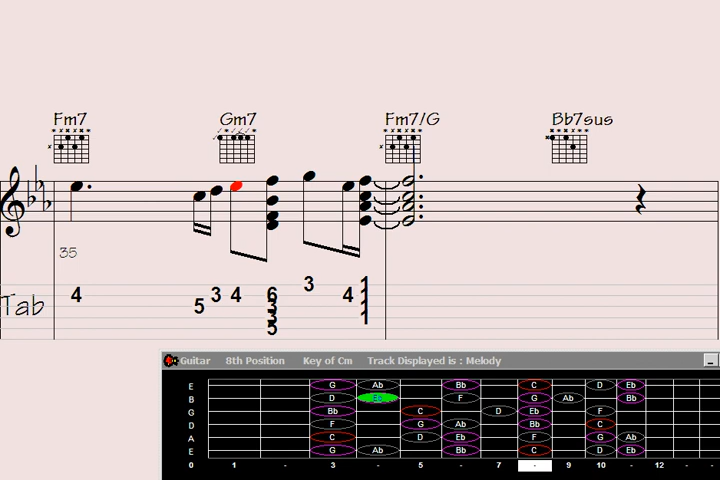 Fm7 Gm7 Fm7/G Bb7sus
35
3 1
4 3 4 6 4 1
5 3 1
Tab 3 1
5
Guitar 8th Position Key of Cm Track Displayed is : Melody
E G Ab Bb C D Eb
B D Eb F G Ab Bb
G Bb C D Eb F
D F G Ab Bb C
A C D Eb F G Ab
E G Ab Bb C D Eb
0 1 - 3 - 5 - 7 - 9 10 - 12 - -